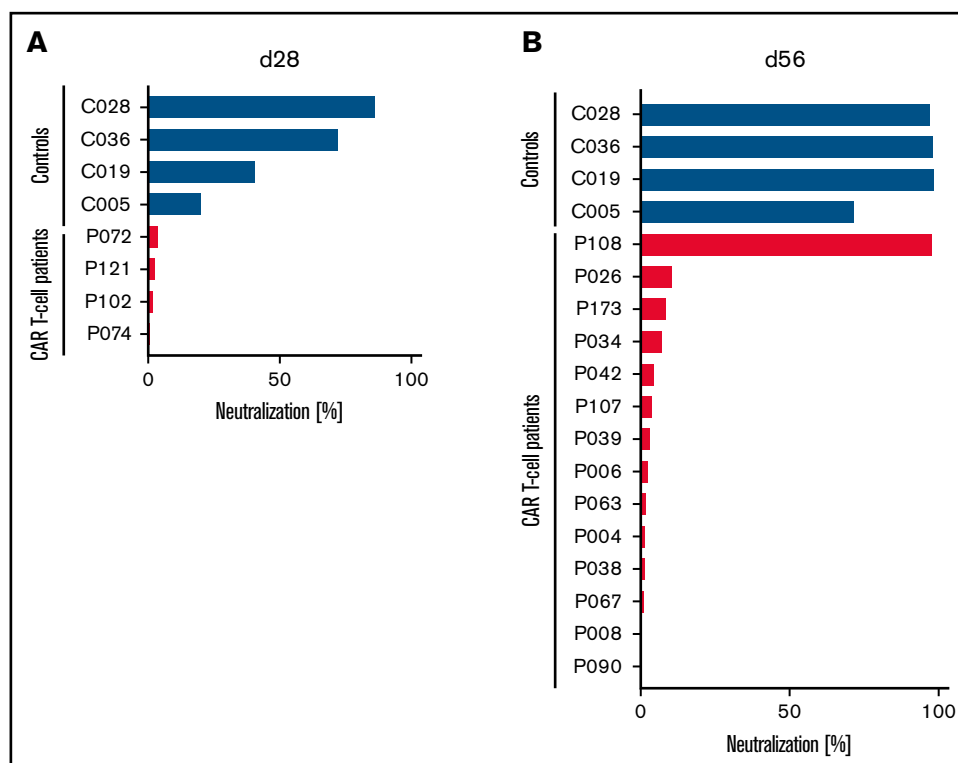 A
d28
Controls
C028
C036
C019
C005
CAR T-cell patients
P072
P121
P102
P074
0 50 100
Neutralization [%]
B
d56
Controls
C028
C036
C019
C005
CAR T-cell patients
P108
P026
P173
P034
P042
P107
P039
P006
P063
P004
P038
P067
P008
P090
0 50 100
Neutralization [%]